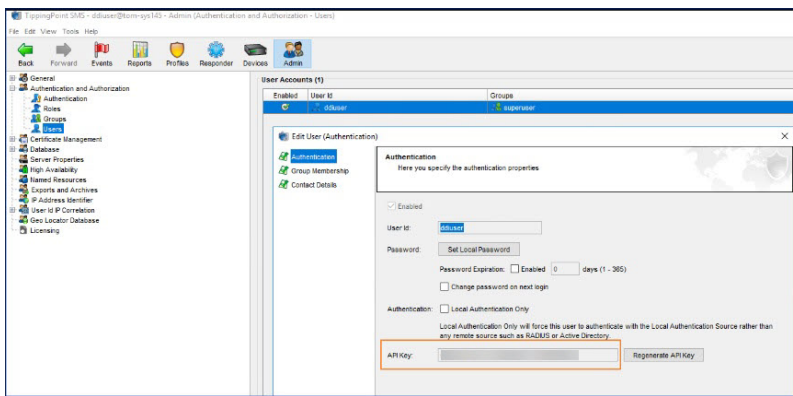 TippingPoint SMS - ddiuser@tom-sys145 - Admin (Authentication and Authorization - Users)
File Edit View Tools Help
Back Forward Events Reports Profiles Responder Devices Admin
General
Authentication and Authorization
Authentication
Roles
Groups
Users
Certificate Management
Database
Server Properties
High Availability
Named Resources
Exports and Archives
IP Address Identifier
User Id IP Correlation
Geo Locator Database
Licensing
User Accounts (1)
Enabled User Id Groups
ddiuser superuser
Edit User (Authentication)
Authentication
Group Membership
Contact Details
Authentication
Here you specify the authentication properties
Enabled
User Id: ddiuser
Password: Set Local Password
Password Expiration: Enabled 0 days (1 - 365)
Change password on next login
Authentication: Local Authentication Only
Local Authentication Only will force this user to authenticate with the Local Authentication Source rather than
any remote source such as RADIUS or Active Directory.
API Key: Regenerate API Key